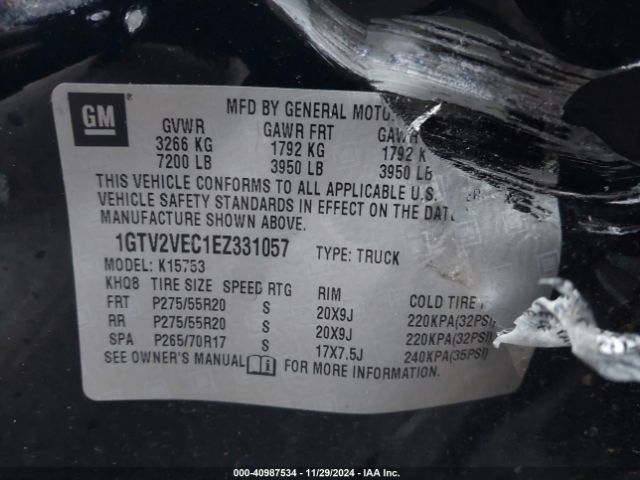 GM
MFD BY GENERAL MOTO
GVWR GAWR FRT GAWR
3266 KG 1792 KG 1792 K
7200 LB 3950 LB 3950 LB
THIS VEHICLE CONFORMS TO ALL APPLICABLE U.S.
VEHICLE SAFETY STANDARDS IN EFFECT ON THE DATE
MANUFACTURE SHOWN ABOVE.
1GTV2VEC1EZ331057 TYPE: TRUCK
MODEL: K15753
KHQ8 TIRE SIZE SPEED RTG RIM COLD TIRE
FRT P275/55R20 S 20X9J 220KPA(32PSI)
RR P275/55R20 S 20X9J 220KPA(32PSI)
SPA P265/70R17 S 17X7.5J 240KPA(35PSI)
SEE OWNER'S MANUAL FOR MORE INFORMATION.
000-40987534 - 11/29/2024 - IAA Inc.